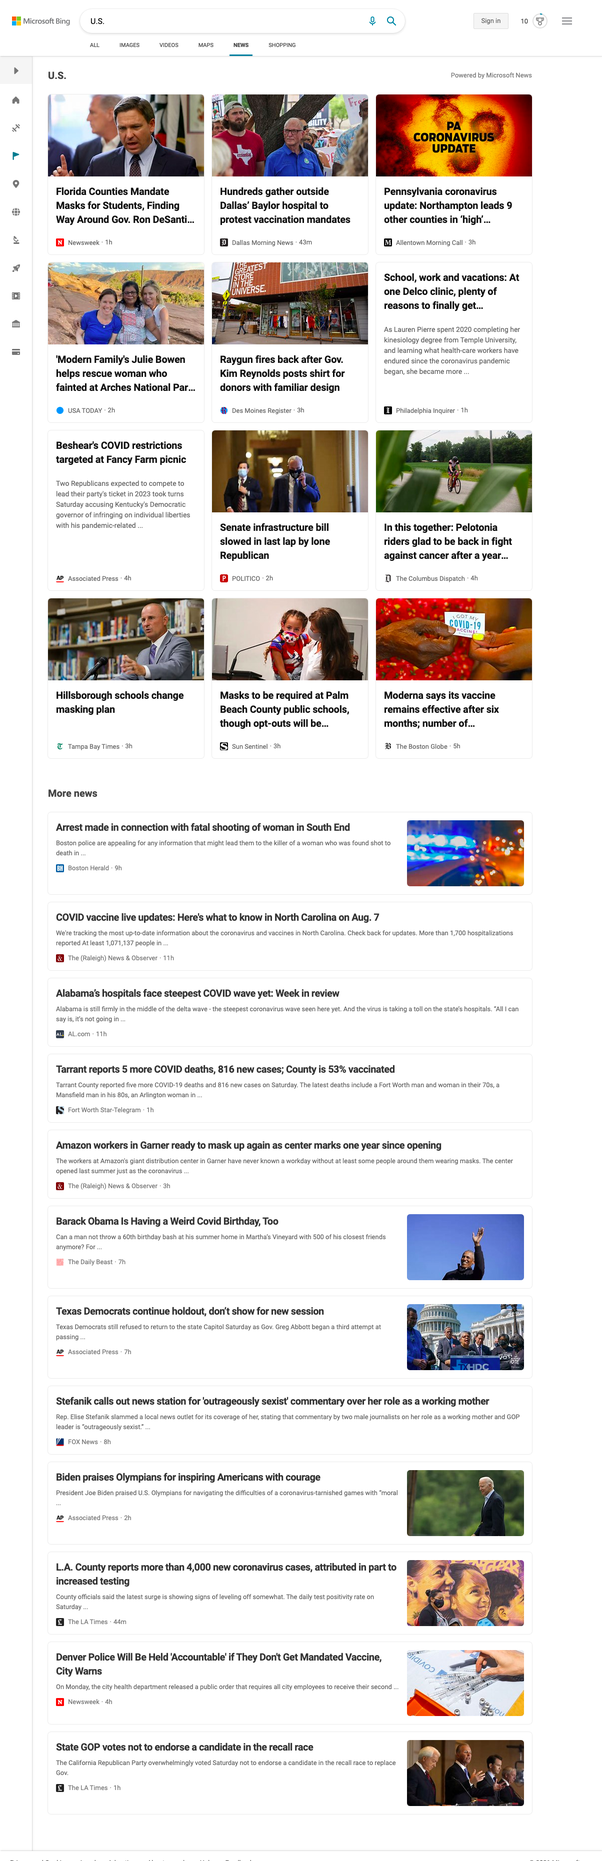 Microsoft Bing
U.S.
Sign in
10
ALL
IMAGES
VIDEOS
MAPS
NEWS
SHOPPING
U.S.
Powered by Microsoft News
Florida Counties Mandate
Masks for Students, Finding
Way Around Gov. Ron DeSanti...
Newsweek · 1h
Hundreds gather outside
Dallas' Baylor hospital to
protest vaccination mandates
Dallas Morning News · 43m
PA
CORONAVIRUS
UPDATE
Pennsylvania coronavirus
update: Northampton leads 9
other counties in 'high'...
Allentown Morning Call · 3h
'Modern Family's Julie Bowen
helps rescue woman who
fainted at Arches National Par...
USA TODAY · 2h
GREATEST
STORE IN
THE
UNIVERSE.
Raygun fires back after Gov.
Kim Reynolds posts shirt for
donors with familiar design
Des Moines Register · 3h
School, work and vacations: At
one Delco clinic, plenty of
reasons to finally get...
As Lauren Pierre spent 2020 completing her
kinesiology degree from Temple University,
and learning what health-care workers have
endured since the coronavirus pandemic
began, she became more ...
Philadelphia Inquirer · 1h
Beshear's COVID restrictions
targeted at Fancy Farm picnic
Two Republicans expected to compete to
lead their party's ticket in 2023 took turns
Saturday accusing Kentucky's Democratic
governor of infringing on individual liberties
with his pandemic-related ...
AP Associated Press · 4h
Senate infrastructure bill
slowed in last lap by lone
Republican
POLITICO · 2h
In this together: Pelotonia
riders glad to be back in fight
against cancer after a year...
The Columbus Dispatch · 4h
Hillsborough schools change
masking plan
Tampa Bay Times · 3h
Masks to be required at Palm
Beach County public schools,
though opt-outs will be...
Sun Sentinel · 3h
I GOT MY
COVID-19
VACCINE!
Moderna says its vaccine
remains effective after six
months; number of...
The Boston Globe · 5h
More news
Arrest made in connection with fatal shooting of woman in South End
Boston police are appealing for any information that might lead them to the killer of a woman who was found shot to
death in ...
Boston Herald · 9h
COVID vaccine live updates: Here's what to know in North Carolina on Aug. 7
We're tracking the most up-to-date information about the coronavirus and vaccines in North Carolina. Check back for updates. More than 1,700 hospitalizations
reported At least 1,071,137 people in ...
The (Raleigh) News & Observer · 11h
Alabama's hospitals face steepest COVID wave yet: Week in review
Alabama is still firmly in the middle of the delta wave - the steepest coronavirus wave seen here yet. And the virus is taking a toll on the state's hospitals. "All I can
say is, it's not going in ...
AL.com · 11h
Tarrant reports 5 more COVID deaths, 816 new cases; County is 53% vaccinated
Tarrant County reported five more COVID-19 deaths and 816 new cases on Saturday. The latest deaths include a Fort Worth man and woman in their 70s, a
Mansfield man in his 80s, an Arlington woman in ...
Fort Worth Star-Telegram · 1h
Amazon workers in Garner ready to mask up again as center marks one year since opening
The workers at Amazon's giant distribution center in Garner have never known a workday without at least some people around them wearing masks. The center
opened last summer just as the coronavirus ...
The (Raleigh) News & Observer · 3h
Barack Obama Is Having a Weird Covid Birthday, Too
Can a man not throw a 60th birthday bash at his summer home in Martha's Vineyard with 500 of his closest friends
anymore? For ...
The Daily Beast · 7h
Texas Democrats continue holdout, don't show for new session
Texas Democrats still refused to return to the state Capitol Saturday as Gov. Greg Abbott began a third attempt at
passing ...
AP Associated Press · 7h
Stefanik calls out news station for 'outrageously sexist' commentary over her role as a working mother
Rep. Elise Stefanik slammed a local news outlet for its coverage of her, stating that commentary by two male journalists on her role as a working mother and GOP
leader is "outrageously sexist." ...
FOX News · 8h
Biden praises Olympians for inspiring Americans with courage
President Joe Biden praised U.S. Olympians for navigating the difficulties of a coronavirus-tarnished games with "moral
...
AP Associated Press · 2h
L.A. County reports more than 4,000 new coronavirus cases, attributed in part to
increased testing
County officials said the latest surge is showing signs of leveling off somewhat. The daily test positivity rate on
Saturday ...
The LA Times · 44m
Denver Police Will Be Held 'Accountable' if They Don't Get Mandated Vaccine,
City Warns
On Monday, the city health department released a public order that requires all city employees to receive their second ...
Newsweek · 4h
State GOP votes not to endorse a candidate in the recall race
The California Republican Party overwhelmingly voted Saturday not to endorse a candidate in the recall race to replace
Gov.
The LA Times · 1h